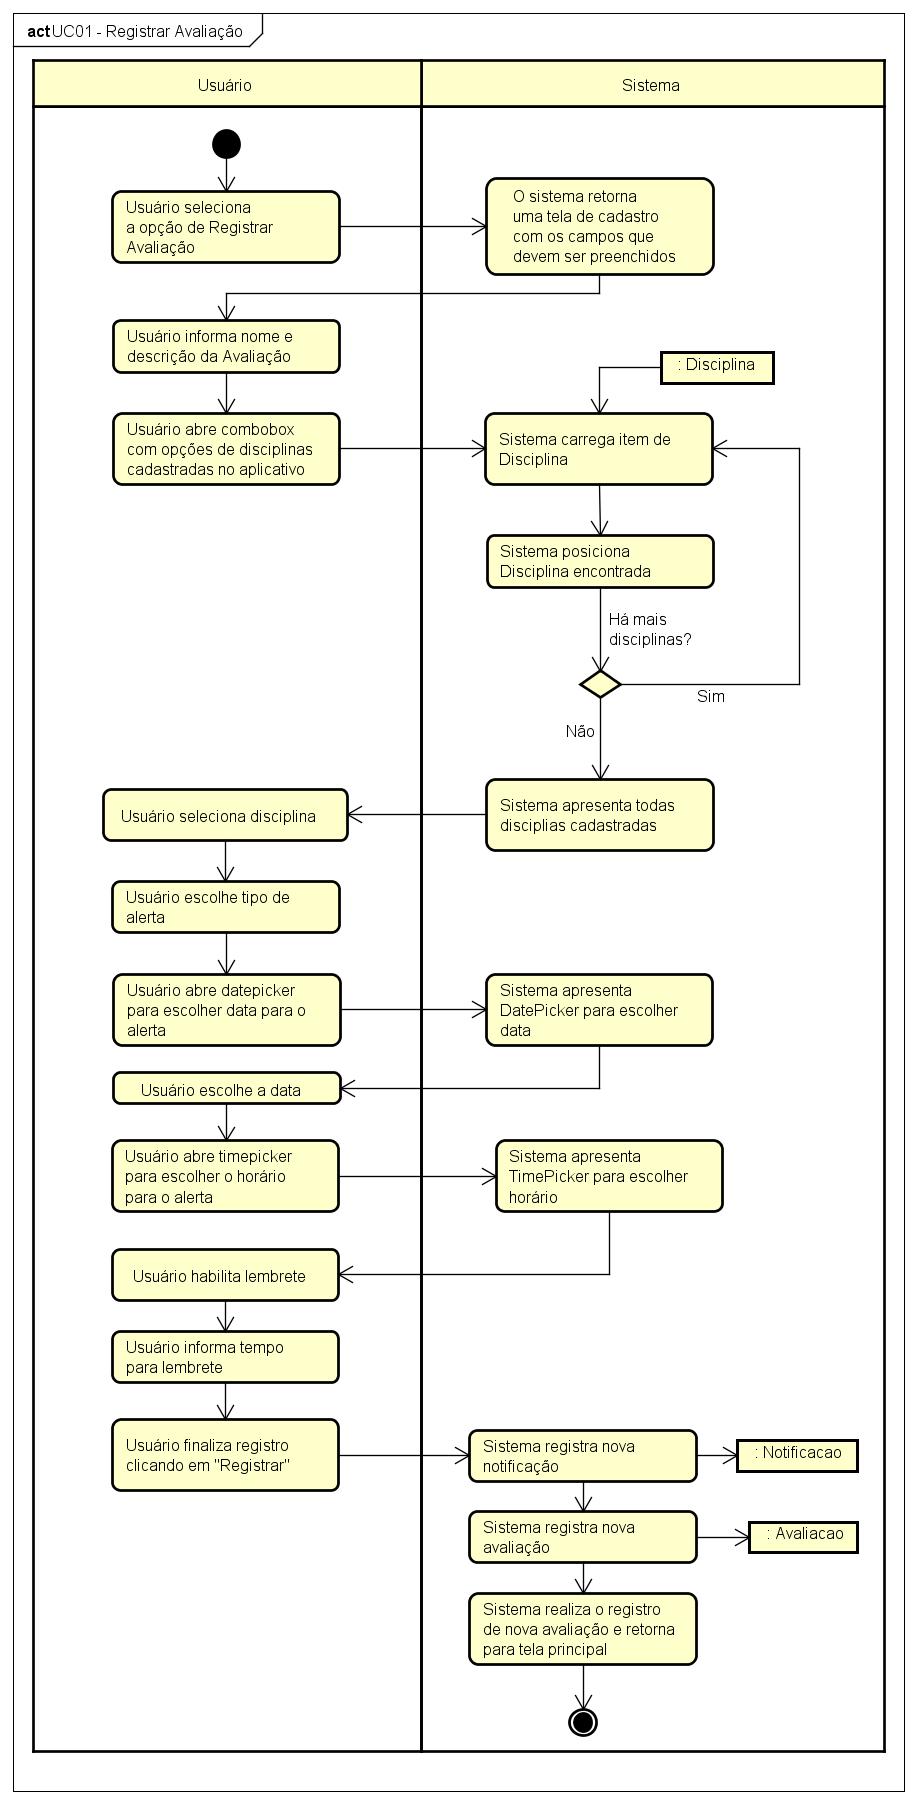 act UC01 - Registrar Avaliação
Usuário
Sistema
Usuário seleciona
a opção de Registrar
Avaliação
O sistema retorna
uma tela de cadastro
com os campos que
devem ser preenchidos
Usuário informa nome e
descrição da Avaliação
: Disciplina
Usuário abre combobox
com opções de disciplinas
cadastradas no aplicativo
Sistema carrega item de
Disciplina
Sistema posiciona
Disciplina encontrada
Há mais
disciplinas?
Sim
Não
Sistema apresenta todas
disciplias cadastradas
Usuário seleciona disciplina
Usuário escolhe tipo de
alerta
Usuário abre datepicker
para escolher data para o
alerta
Sistema apresenta
DatePicker para escolher
data
Usuário escolhe a data
Usuário abre timepicker
para escolher o horário
para o alerta
Sistema apresenta
TimePicker para escolher
horário
Usuário habilita lembrete
Usuário informa tempo
para lembrete
Usuário finaliza registro
clicando em "Registrar"
Sistema registra nova
notificação
: Notificacao
Sistema registra nova
avaliação
: Avaliacao
Sistema realiza o registro
de nova avaliação e retorna
para tela principal